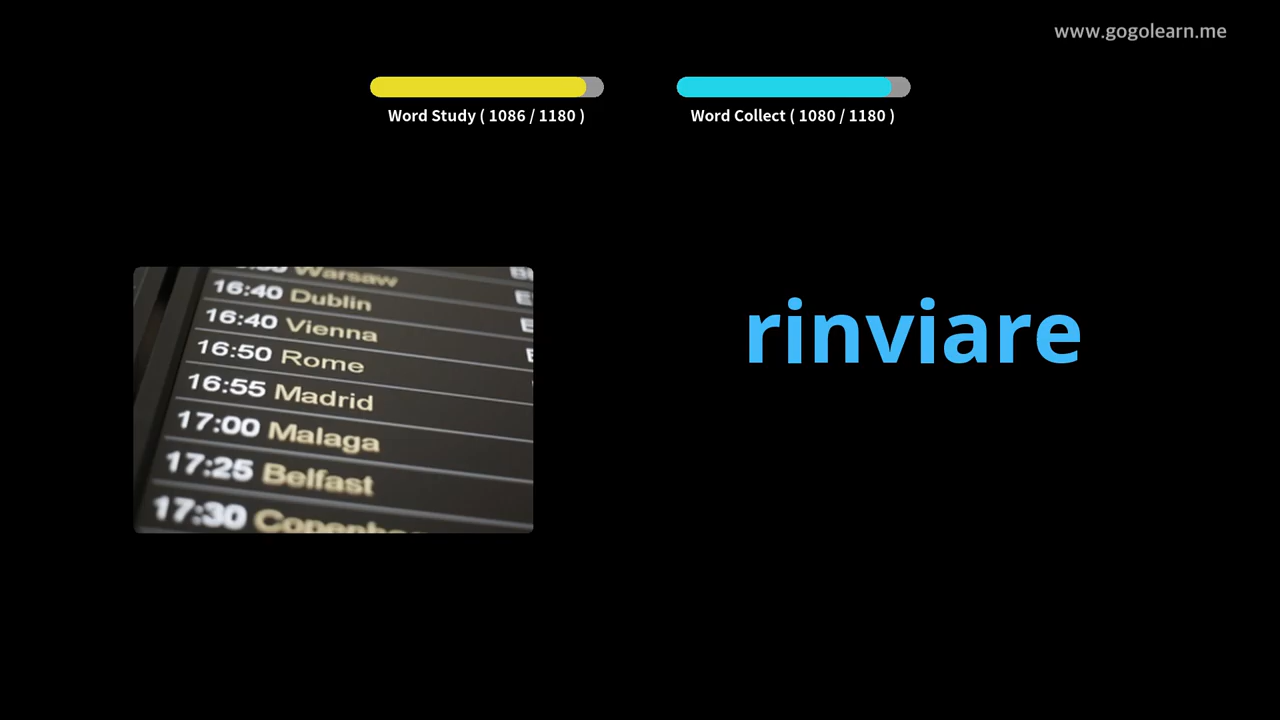 www.gogolearn.me
Word Study ( 1086 / 1180 )
Word Collect ( 1080 / 1180 )
rinviare
Warsaw
16:40 Dublin
16:40 Vienna
16:50 Rome
16:55 Madrid
17:00 Malaga
17:25 Belfast
17:30